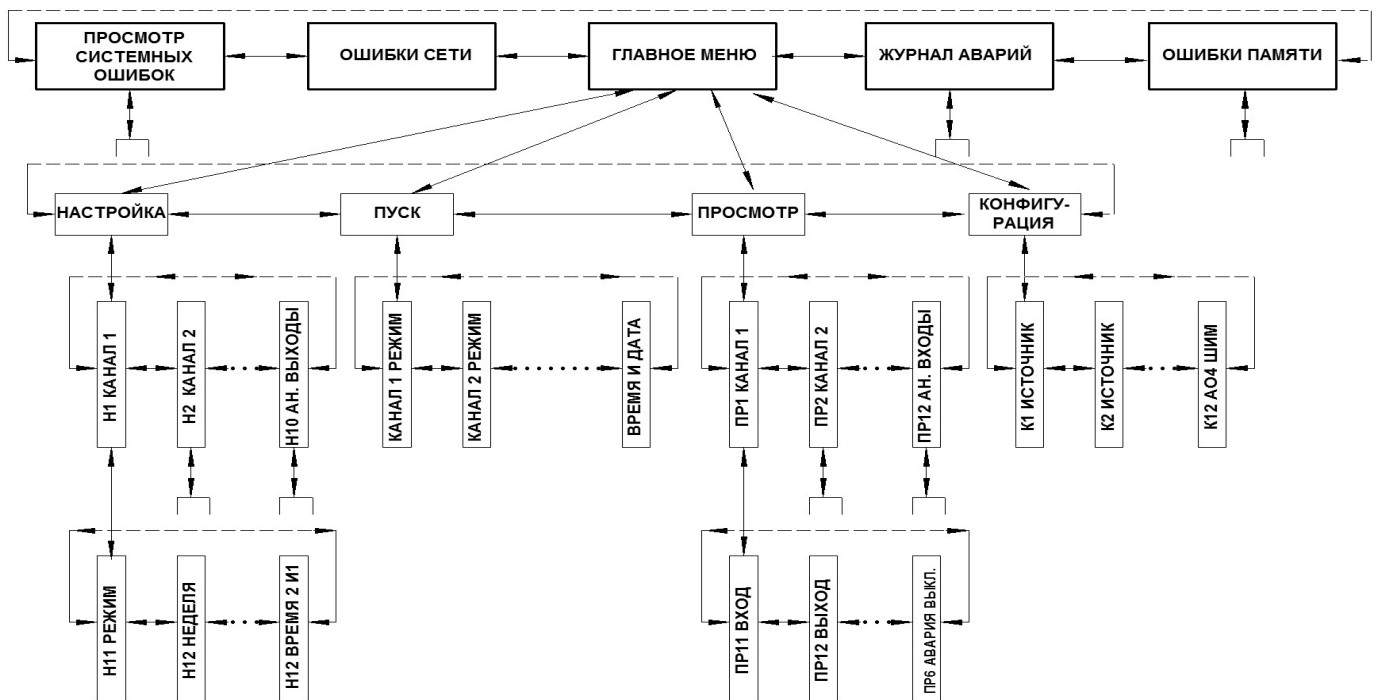 ПРОСМОТР
СИСТЕМНЫХ
ОШИБОК
ОШИБКИ СЕТИ
ГЛАВНОЕ МЕНЮ
ЖУРНАЛ АВАРИЙ
ОШИБКИ ПАМЯТИ
НАСТРОЙКА
ПУСК
ПРОСМОТР
КОНФИГУ-
РАЦИЯ
Н1 КАНАЛ 1
Н2 КАНАЛ 2
Н10 АН. ВЫХОДЫ
КАНАЛ 1 РЕЖИМ
КАНАЛ 2 РЕЖИМ
ВРЕМЯ И ДАТА
ПР1 КАНАЛ 1
ПР2 КАНАЛ 2
ПР12 АН. ВХОДЫ
К1 ИСТОЧНИК
К2 ИСТОЧНИК
К12 АО4 ШИМ
Н11 РЕЖИМ
Н12 НЕДЕЛЯ
Н12 ВРЕМЯ 2 И1
ПР11 ВХОД
ПР12 ВЫХОД
ПР6 АВАРИЯ ВЫКЛ.